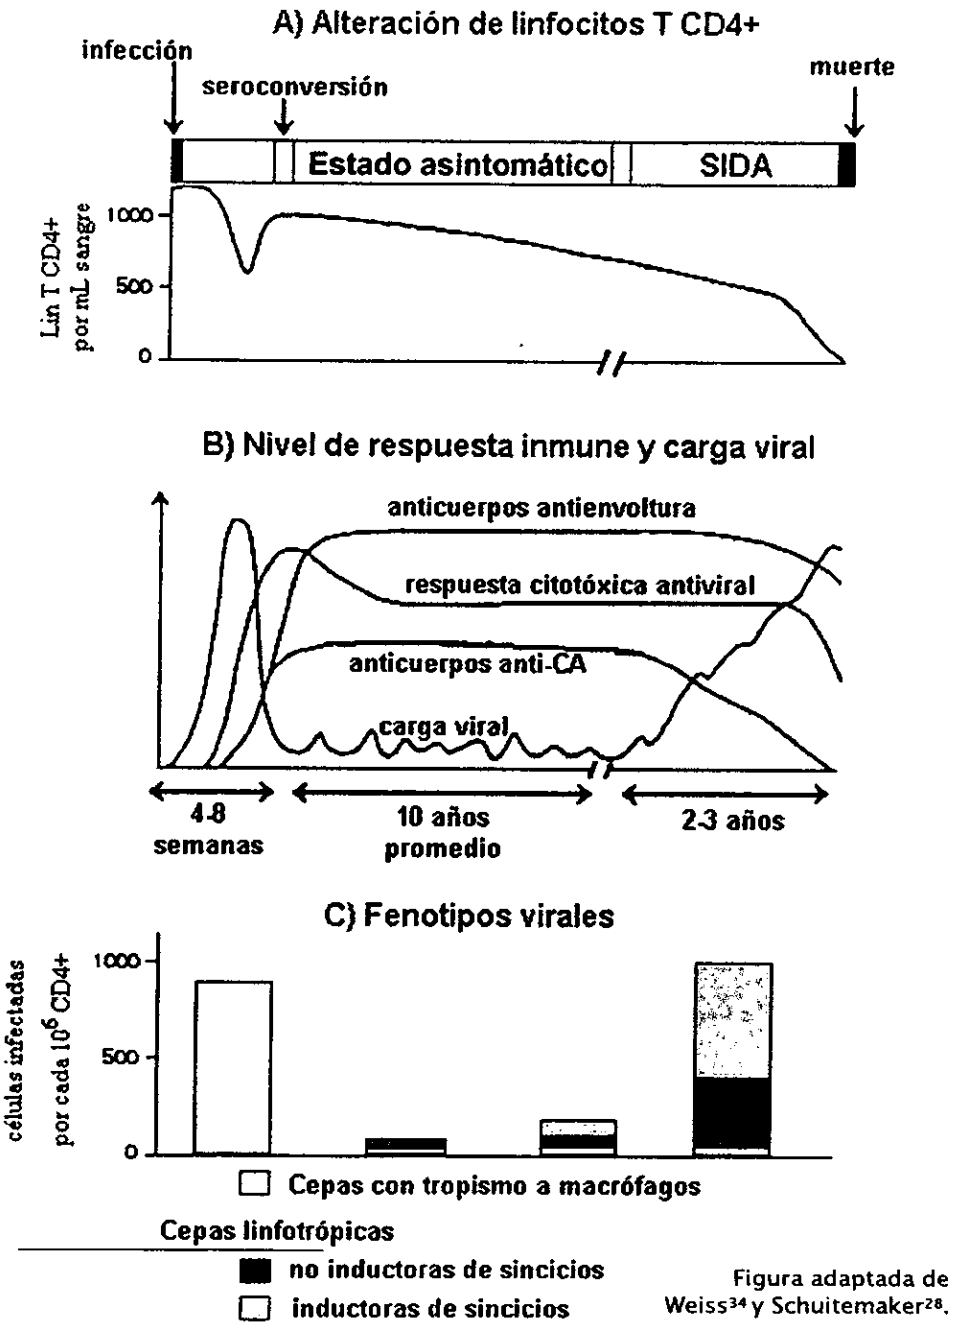 A) Alteración de linfocitos T CD4+
infección
seroconversión
muerte
Estado asintomático
SIDA
Lin T CD4+
por mL sangre
1000
500
0
B) Nivel de respuesta inmune y carga viral
anticuerpos antienvoltura
respuesta citotóxica antiviral
anticuerpos anti-CA
carga viral
4-8
semanas
10 años
promedio
2-3 años
C) Fenotipos virales
células infectadas
por cada 10⁶ CD4+
1000
500
0
Cepas con tropismo a macrófagos
Cepas linfotrópicas
no inductoras de sincicios
inductoras de sincicios
Figura adaptada de
Weiss³⁴ y Schuitemaker²⁸.